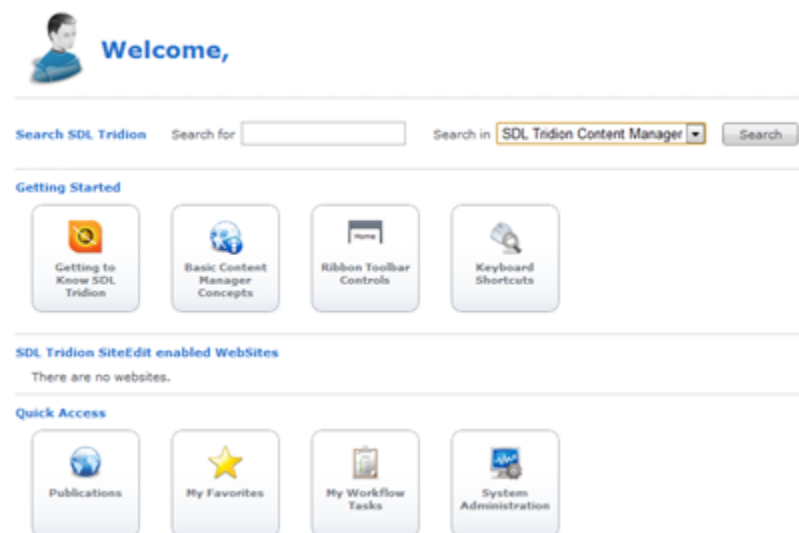 Welcome,
Search SDL Tridion Search for Search in SDL Tridion Content Manager Search
Getting Started
Getting to
Know SDL
Tridion
Basic Content
Manager
Concepts
Home
Ribbon Toolbar
Controls
Keyboard
Shortcuts
SDL Tridion SiteEdit enabled WebSites
There are no websites.
Quick Access
Publications
My Favorites
My Workflow
Tasks
System
Administration